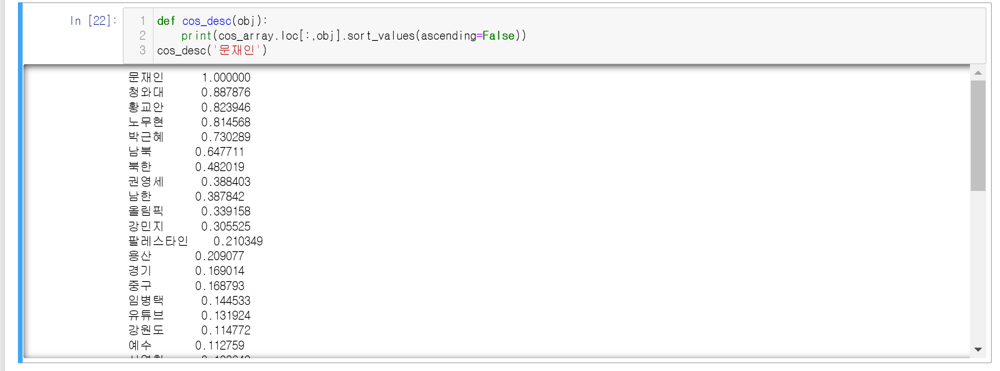 In [22]:
1 def cos_desc(obj):
2     print(cos_array.loc[:,obj].sort_values(ascending=False))
3 cos_desc('문재인')
문재인      1.000000
청와대      0.887876
황교안      0.823946
노무현      0.814568
박근혜      0.730289
남북       0.647711
북한       0.482019
권영세      0.388403
남한       0.387842
올림픽      0.339158
강민지      0.305525
팔레스타인    0.210349
용산       0.209077
경기       0.169014
중구       0.168793
임병택      0.144533
유튜브      0.131924
강원도      0.114772
예수       0.112759